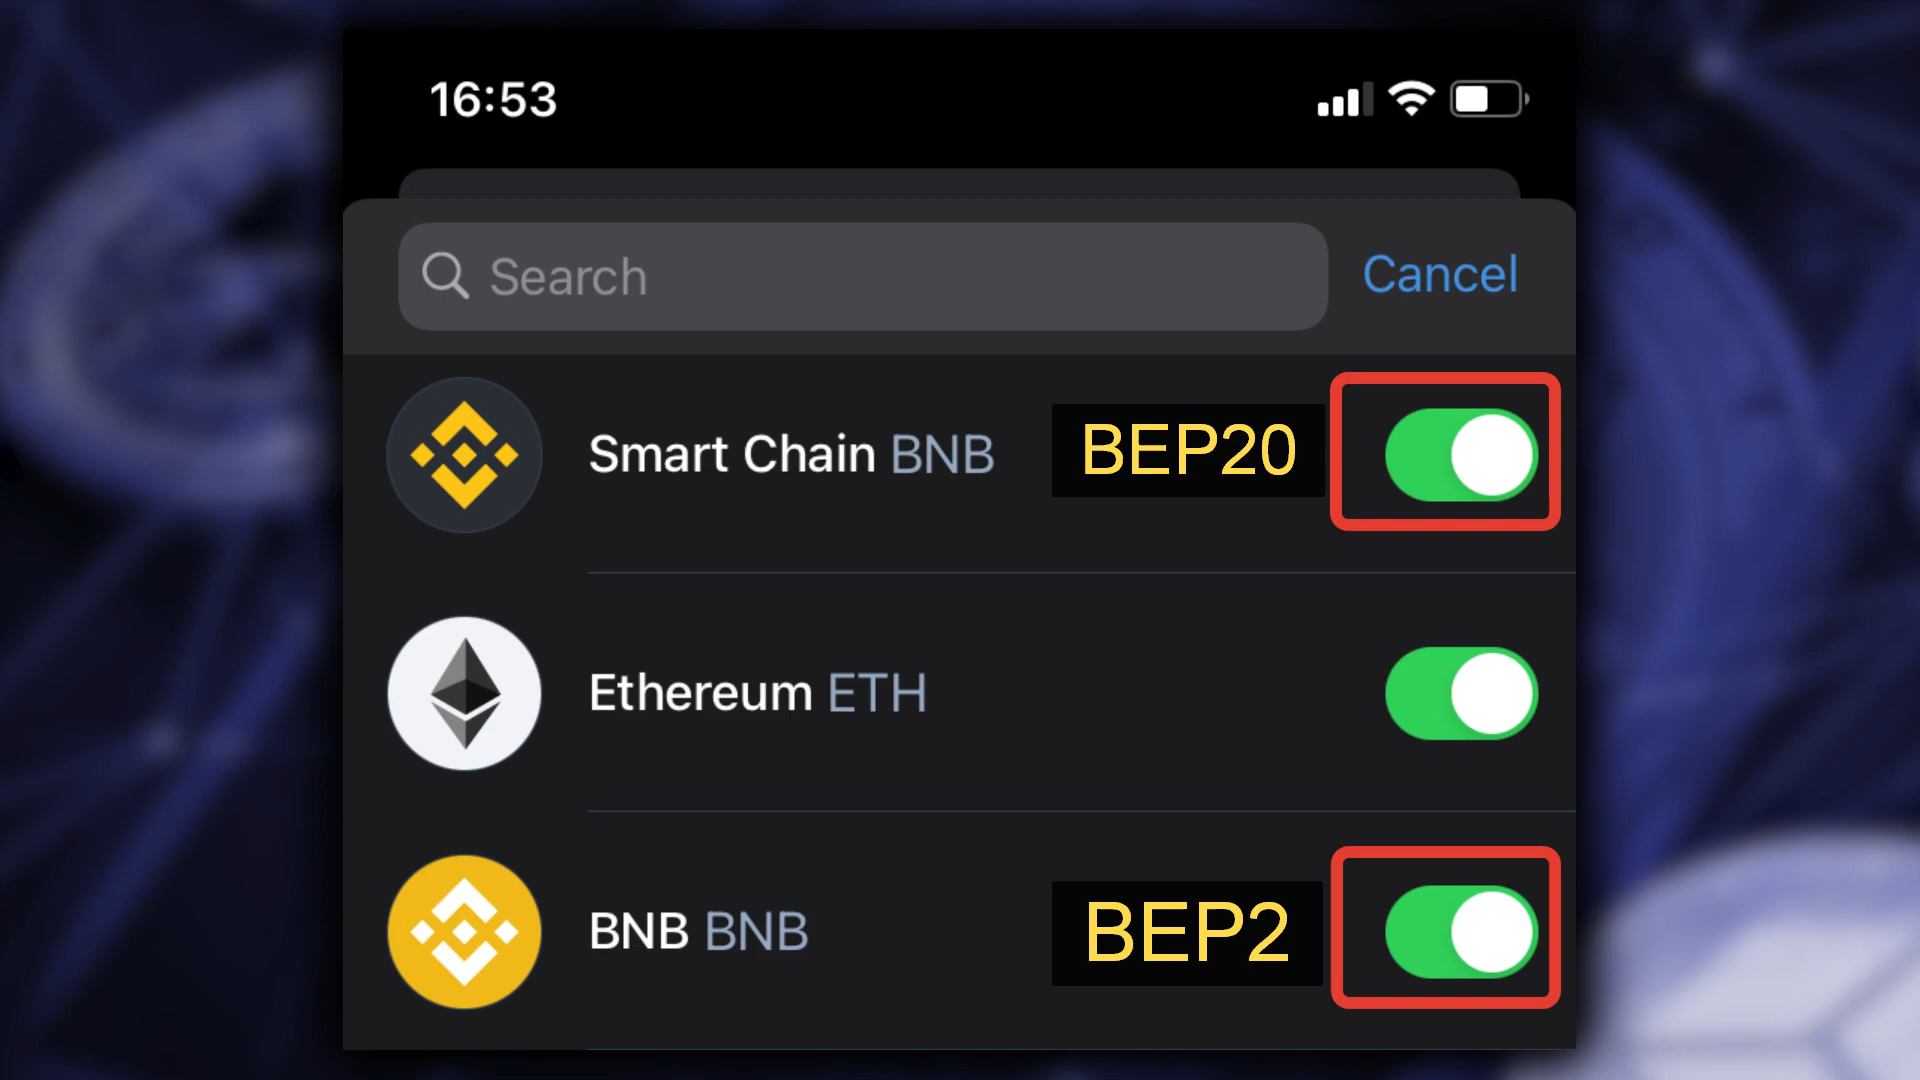 16:53
Search
Cancel
Smart Chain BNB
BEP20
Ethereum ETH
BNB BNB
BEP2